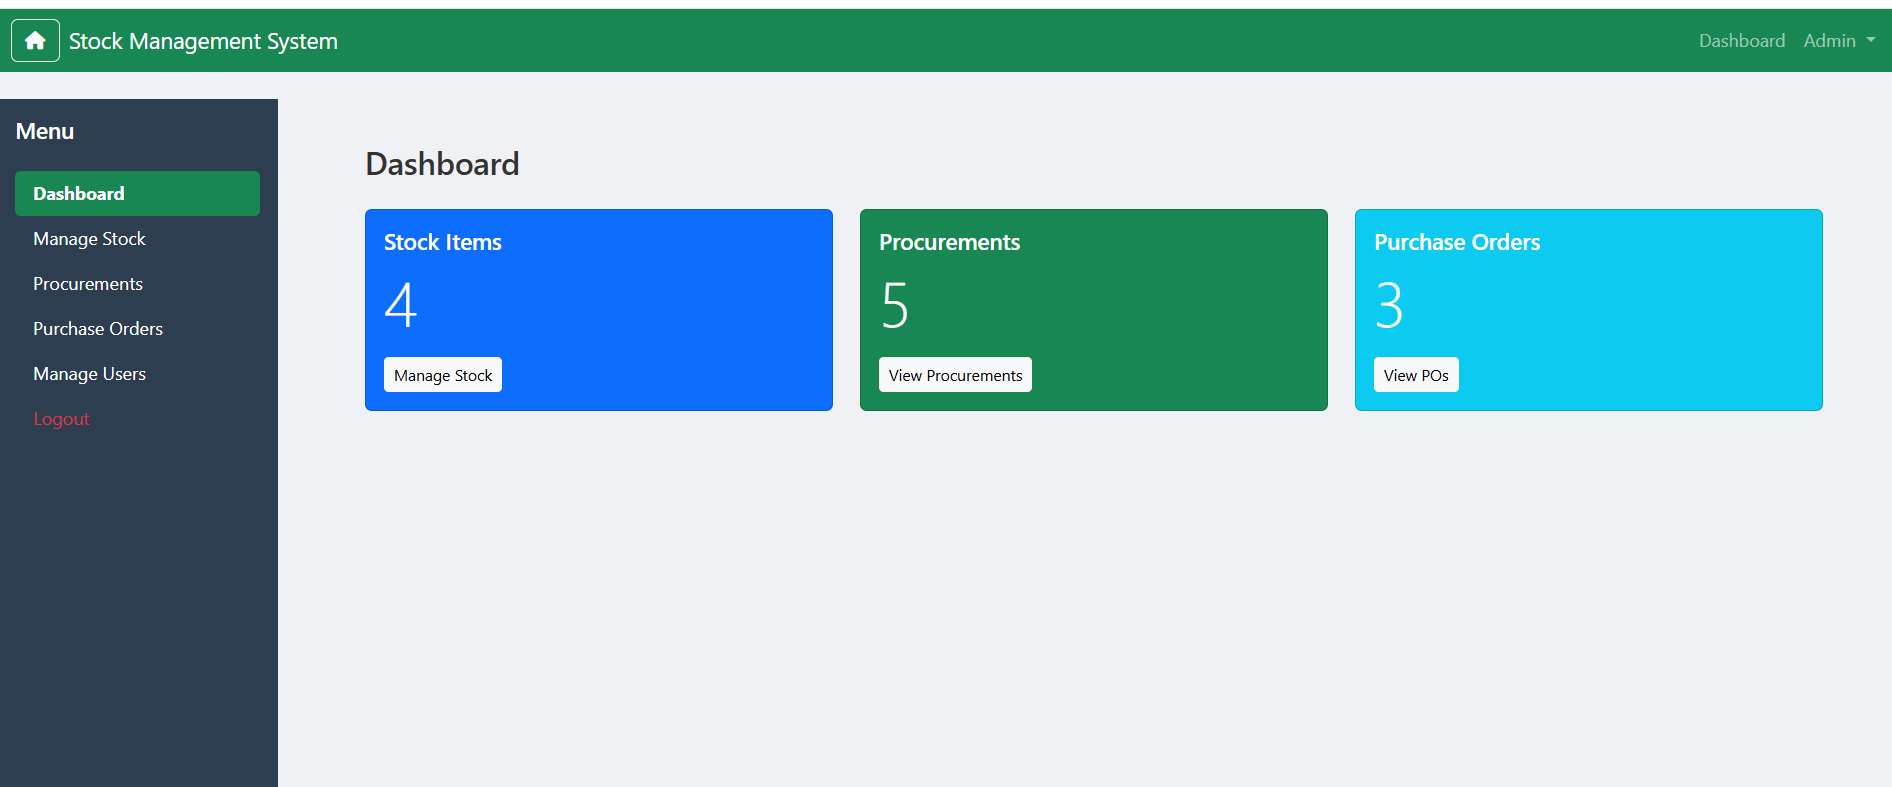 Stock Management System
Dashboard
Admin
Menu
Dashboard
Manage Stock
Procurements
Purchase Orders
Manage Users
Logout
Dashboard
Stock Items
4
Manage Stock
Procurements
5
View Procurements
Purchase Orders
3
View POs